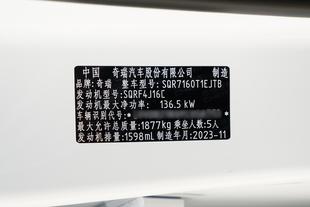 中国 奇瑞汽车股份有限公司 制造
品牌:奇瑞 整车型号:SQR7160T1EJTB
发动机型号:SQRF4J16C
发动机最大净功率: 136.5 kW
车辆识别代号:★
最大允许总质量:1877kg 乘坐人数:5人
发动机排量:1598mL 制造年月:2023-11